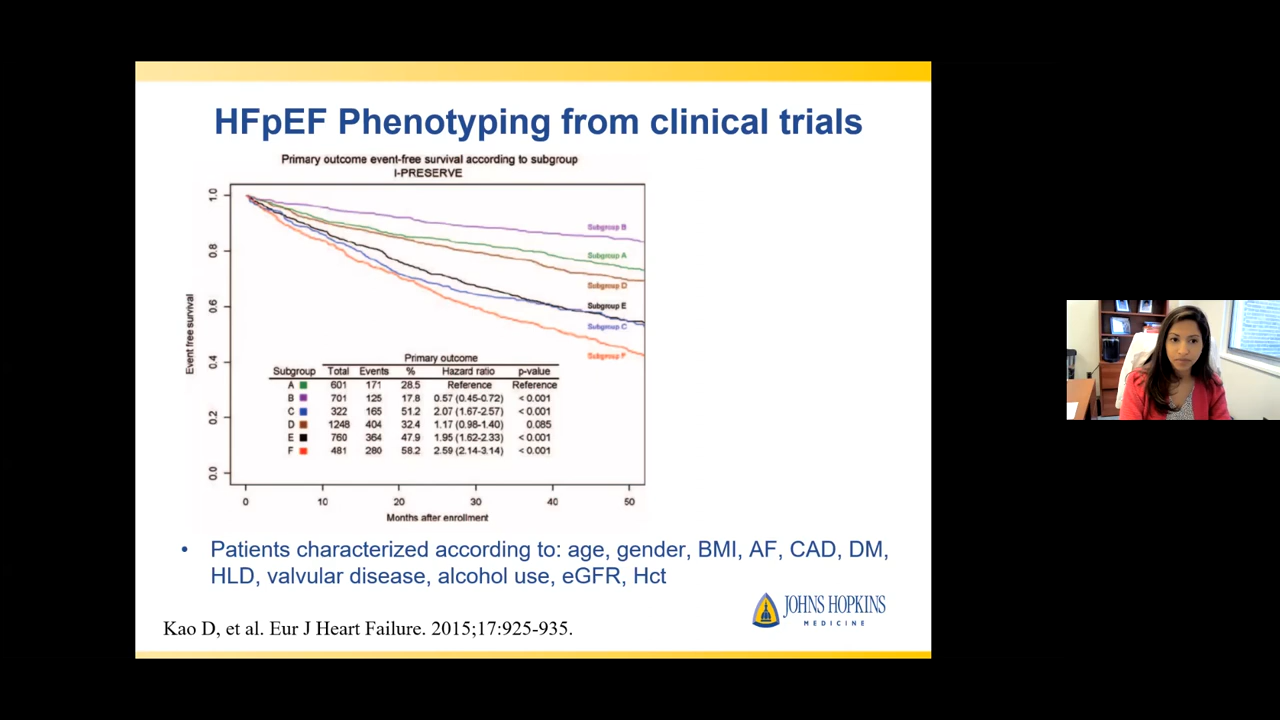 HFpEF Phenotyping from clinical trials
Primary outcome event-free survival according to subgroup
I-PRESERVE
Event free survival
1.0
0.8
0.6
0.4
0.2
0.0
Subgroup B
Subgroup A
Subgroup D
Subgroup E
Subgroup C
Subgroup F
Primary outcome
Subgroup Total Events % Hazard ratio p-value
A 601 171 28.5 Reference Reference
B 701 125 17.8 0.57 (0.45-0.72) <0.001
C 322 165 51.2 2.07 (1.67-2.57) <0.001
D 1248 404 32.4 1.17 (0.98-1.40) 0.085
E 760 364 47.9 1.95 (1.62-2.33) <0.001
F 481 280 58.2 2.59 (2.14-3.14) <0.001
0 10 20 30 40 50
Months after enrollment
• Patients characterized according to: age, gender, BMI, AF, CAD, DM,
HLD, valvular disease, alcohol use, eGFR, Hct
JOHNS HOPKINS
MEDICINE
Kao D, et al. Eur J Heart Failure. 2015;17:925-935.